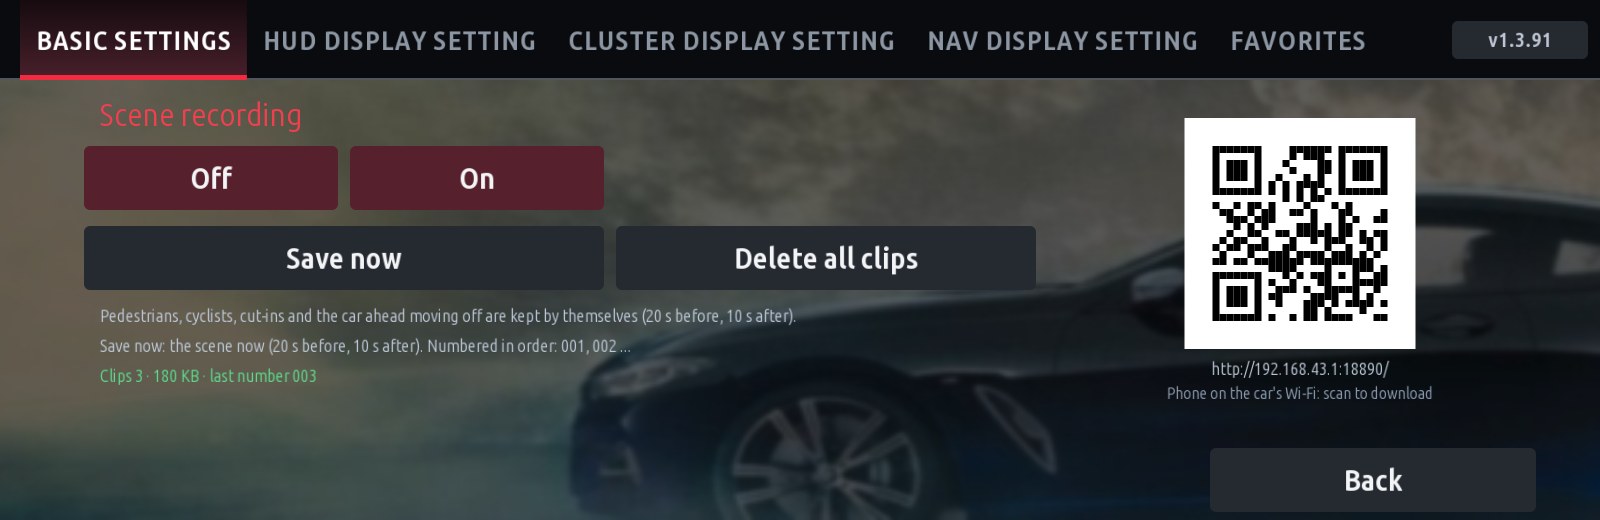 BASIC SETTINGS HUD DISPLAY SETTING CLUSTER DISPLAY SETTING NAV DISPLAY SETTING FAVORITES v1.3.91
Scene recording
Off On
Save now Delete all clips
Pedestrians, cyclists, cut-ins and the car ahead moving off are kept by themselves (20 s before, 10 s after).
Save now: the scene now (20 s before, 10 s after). Numbered in order: 001, 002 ...
Clips 3 · 180 KB · last number 003
http://192.168.43.1:18890/
Phone on the car's Wi-Fi: scan to download
Back